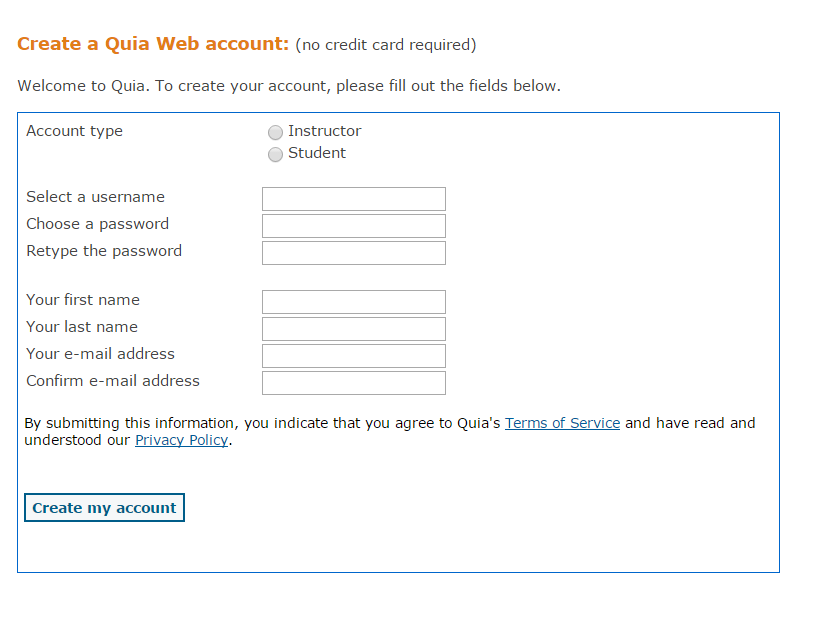 Create a Quia Web account: (no credit card required)
Welcome to Quia. To create your account, please fill out the fields below.
Account type
Instructor
Student
Select a username
Choose a password
Retype the password
Your first name
Your last name
Your e-mail address
Confirm e-mail address
By submitting this information, you indicate that you agree to Quia's Terms of Service and have read and
understood our Privacy Policy.
Create my account